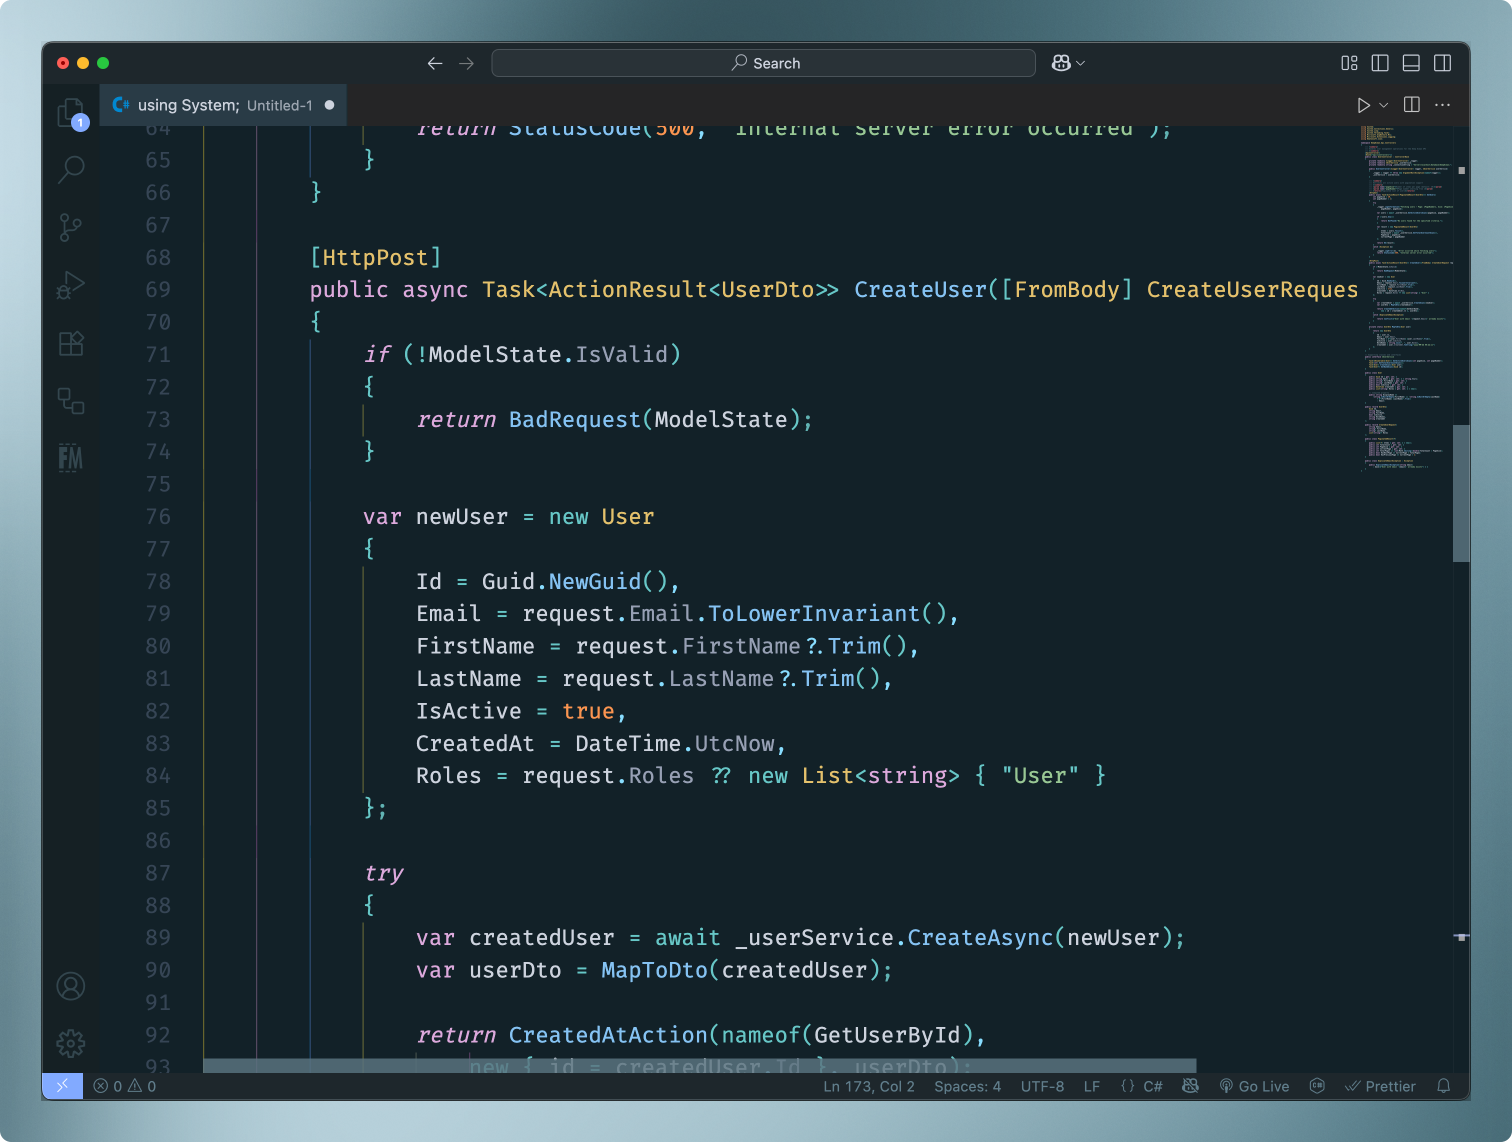 Search
C# using System; Untitled-1
1
64 return StatusCode(500, "Internal server error occurred");
65 }
66 }
67
68 [HttpPost]
69 public async Task<ActionResult<UserDto>> CreateUser([FromBody] CreateUserReques
70 {
71 if (!ModelState.IsValid)
72 {
73 return BadRequest(ModelState);
74 }
75
76 var newUser = new User
77 {
78 Id = Guid.NewGuid(),
79 Email = request.Email.ToLowerInvariant(),
80 FirstName = request.FirstName?.Trim(),
81 LastName = request.LastName?.Trim(),
82 IsActive = true,
83 CreatedAt = DateTime.UtcNow,
84 Roles = request.Roles ?? new List<string> { "User" }
85 };
86
87 try
88 {
89 var createdUser = await _userService.CreateAsync(newUser);
90 var userDto = MapToDto(createdUser);
91
92 return CreatedAtAction(nameof(GetUserById),
93 new { id = createdUser.Id }, userDto);
FM
0 0 Ln 173, Col 2 Spaces: 4 UTF-8 LF {} C# Go Live Prettier